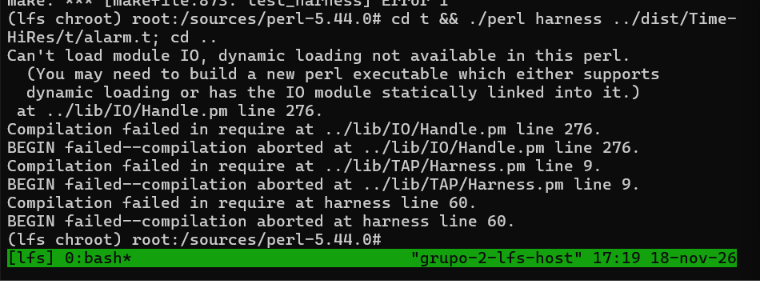 make: *** [makefile:873: test_harness] Error 1
(lfs chroot) root:/sources/perl-5.44.0# cd t && ./perl harness ../dist/Time-
HiRes/t/alarm.t; cd ..
Can't load module IO, dynamic loading not available in this perl.
  (You may need to build a new perl executable which either supports
  dynamic loading or has the IO module statically linked into it.)
 at ../lib/IO/Handle.pm line 276.
Compilation failed in require at ../lib/IO/Handle.pm line 276.
BEGIN failed--compilation aborted at ../lib/IO/Handle.pm line 276.
Compilation failed in require at ../lib/TAP/Harness.pm line 9.
BEGIN failed--compilation aborted at ../lib/TAP/Harness.pm line 9.
Compilation failed in require at harness line 60.
BEGIN failed--compilation aborted at harness line 60.
(lfs chroot) root:/sources/perl-5.44.0#
[lfs] 0:bash* "grupo-2-lfs-host" 17:19 18-nov-26